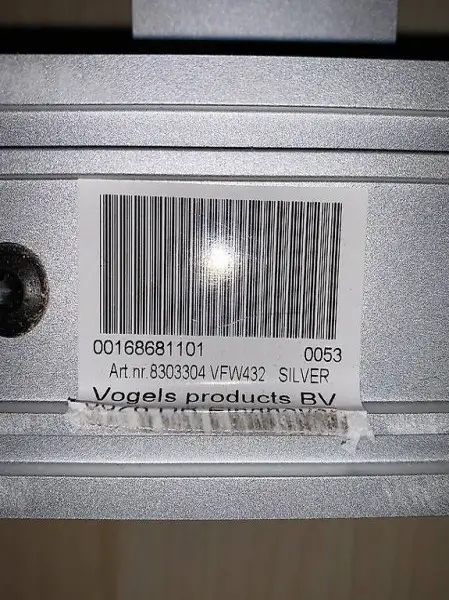 00168681101 0053
Art.nr 8303304 VFW432 SILVER
Vogels products BV